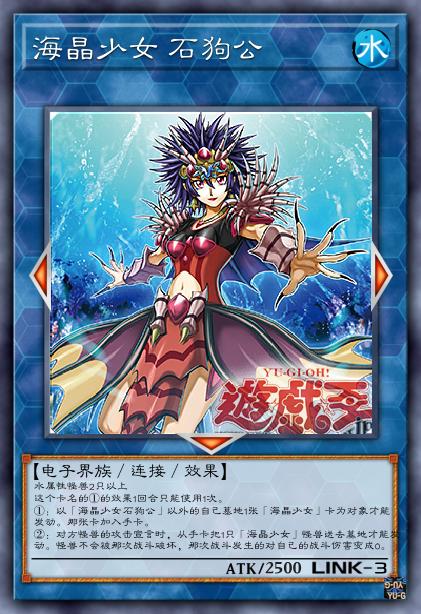 海晶少女 石狗公
水
YU-GI-OH!
遊戯王
【电子界族／连接／效果】
水属性怪兽2只以上
这个卡名的①的效果1回合只能使用1次。
①：以「海晶少女石狗公」以外的自己墓地1张「海晶少女」卡为对象才能
发动。那张卡加入手卡。
②：对方怪兽的攻击宣言时，从手卡把1只「海晶少女」怪兽送去墓地才能发
动。怪兽不会被那次战斗破坏，那次战斗发生的对自己的战斗伤害变成0。
ATK/2500 LINK-3